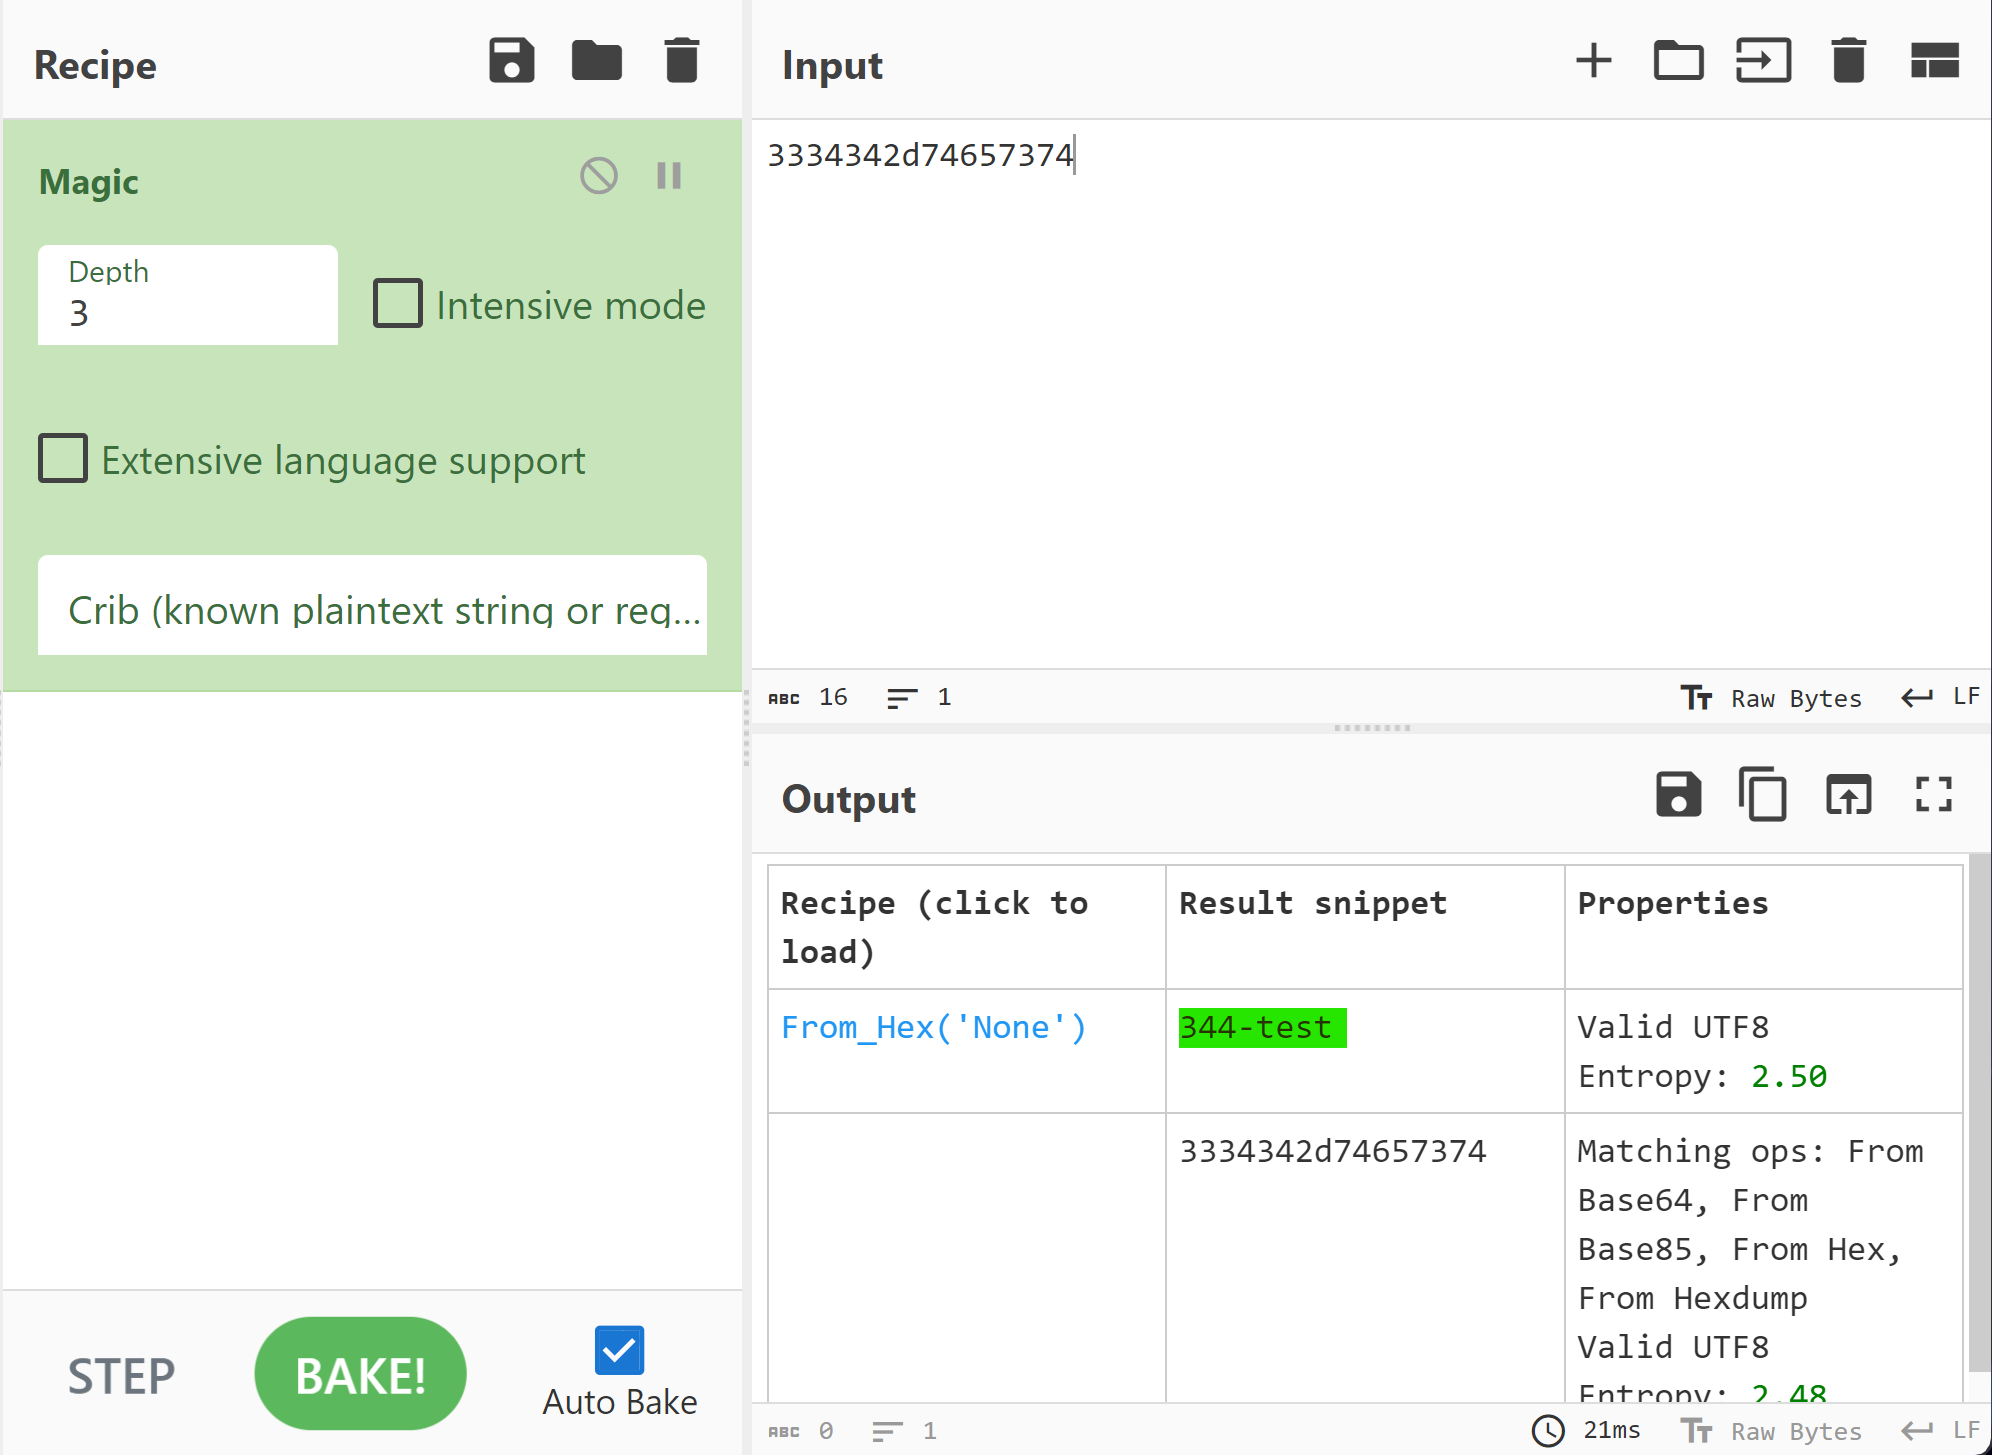 Recipe
Magic
Depth
3
Intensive mode
Extensive language support
Crib (known plaintext string or reg...
STEP
BAKE!
Auto Bake
Input
3334342d74657374
ABC 16 1
Raw Bytes LF
Output
Recipe (click to load) Result snippet Properties
From_Hex('None') 344-test Valid UTF8
Entropy: 2.50
3334342d74657374 Matching ops: From
Base64, From
Base85, From Hex,
From Hexdump
Valid UTF8
Entropy: 2.48
ABC 0 1
21ms Raw Bytes LF